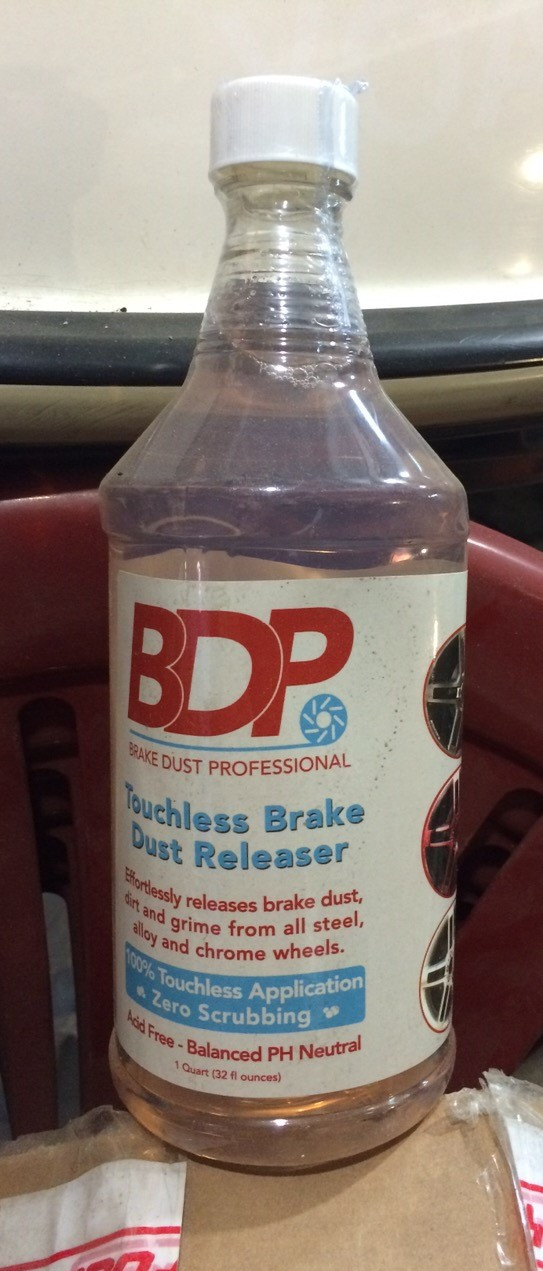 BDP
BRAKE DUST PROFESSIONAL
Touchless Brake
Dust Releaser
Effortlessly releases brake dust,
dirt and grime from all steel,
alloy and chrome wheels.
100% Touchless Application
Zero Scrubbing
Acid Free - Balanced PH Neutral
1 Quart (32 fl ounces)